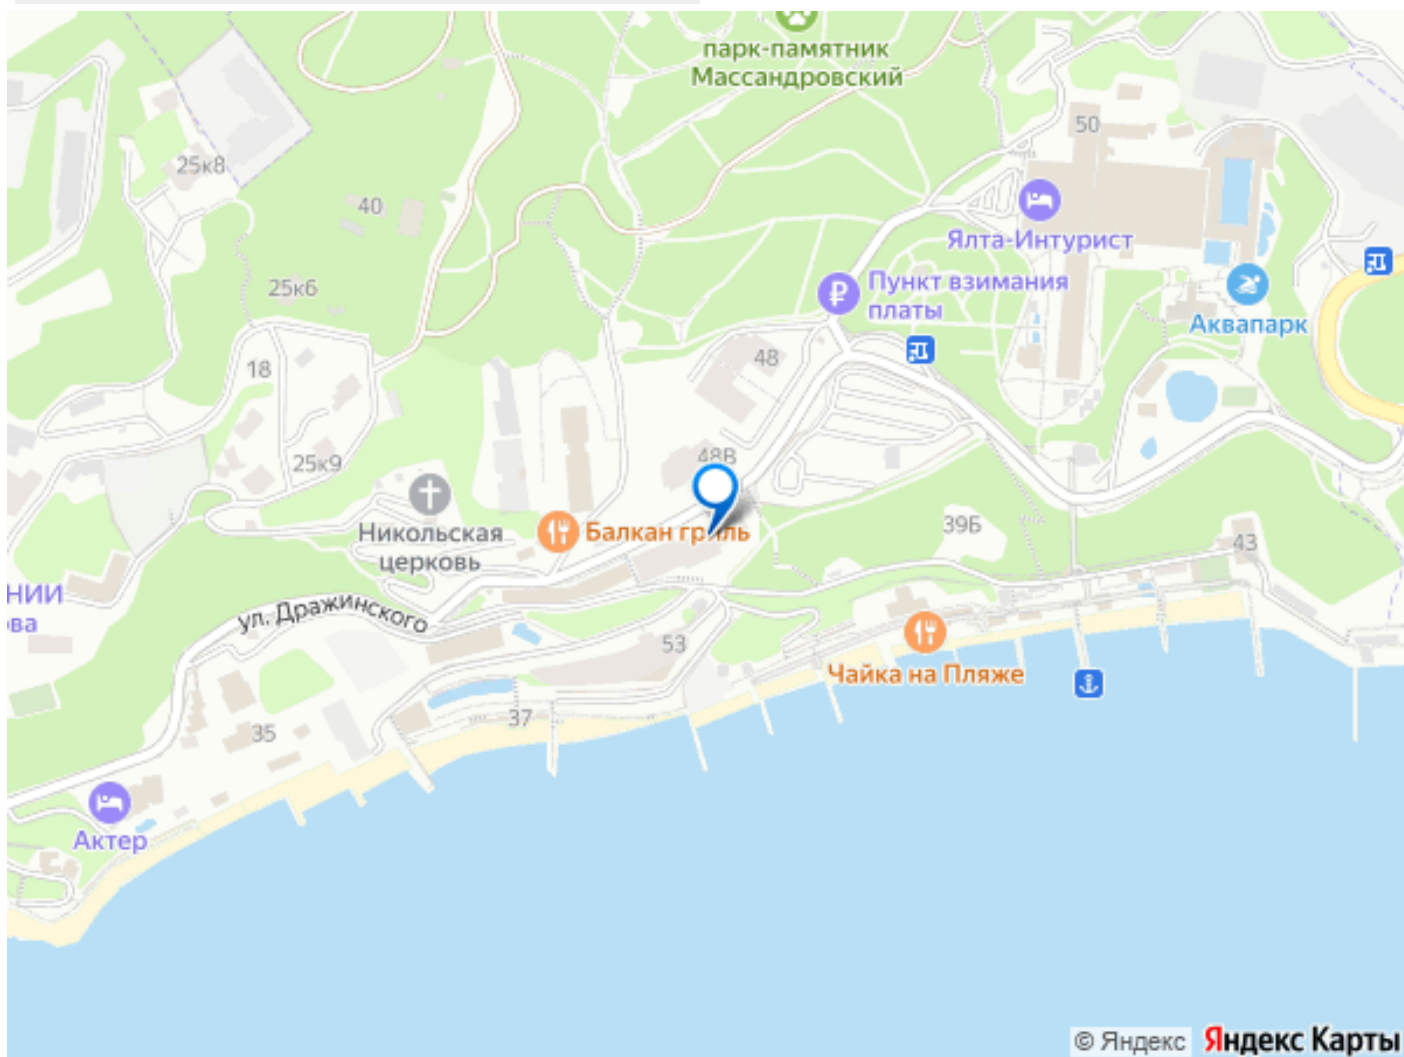 парк-памятник
Массандровский
50
25к8
40
Ялта-Интурист
25к6
Пункт взимания
платы
Аквапарк
48
18
48В
25к9
Никольская
церковь
Балкан гриль
39Б
43
НИИ
ова
ул. Дражинского
53
Чайка на Пляже
37
35
Актер
© Яндекс Яндекс Карты